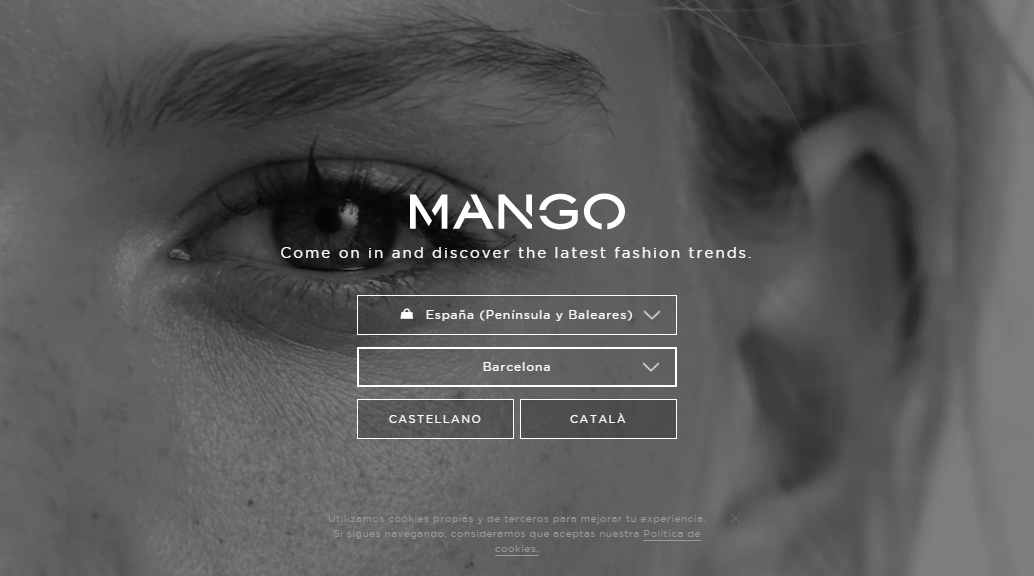 MANGO
Come on in and discover the latest fashion trends.
España (Península y Baleares)
Barcelona
CASTELLANO CATALÀ
Utilizamos cookies propias y de terceros para mejorar tu experiencia.
Si sigues navegando, consideramos que aceptas nuestra Política de
cookies.